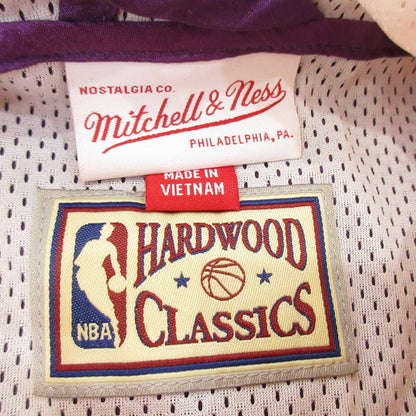 NOSTALGIA CO.
Mitchell & Ness
PHILADELPHIA, PA.
MADE IN
VIETNAM
HARDWOOD
NBA
CLASSICS